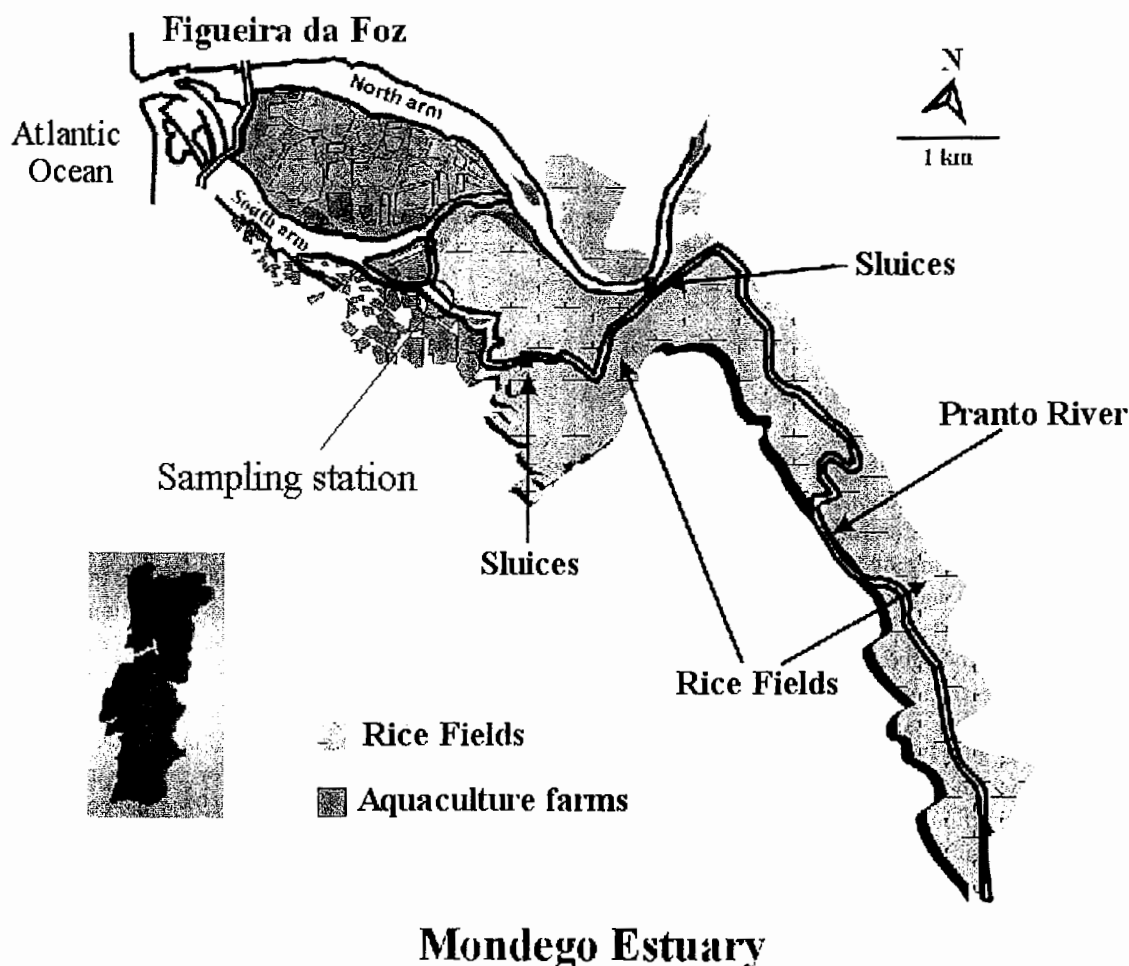 Figueira da Foz
N
North arm
Atlantic
Ocean
1 km
South arm
Sluices
Pranto River
Sampling station
Sluices
Rice Fields
Rice Fields
Aquaculture farms
Mondego Estuary